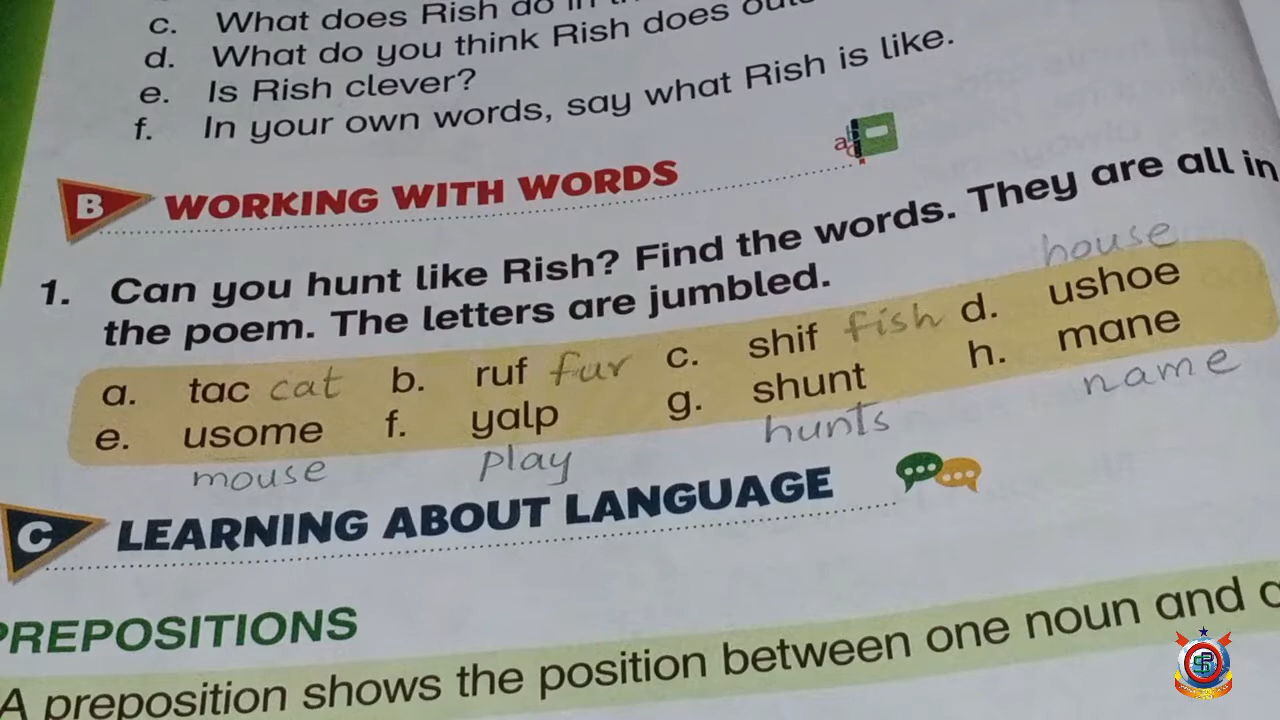 c. What does Rish do in
d. What do you think Rish does
e. Is Rish clever?
f. In your own words, say what Rish is like.
B WORKING WITH WORDS
1. Can you hunt like Rish? Find the words. They are all in
the poem. The letters are jumbled.
house
a. tac cat b. ruf fur c. shif fish d. ushoe
e. usome f. yalp g. shunt h. mane
mouse play hunts name
C LEARNING ABOUT LANGUAGE
PREPOSITIONS
A preposition shows the position between one noun and